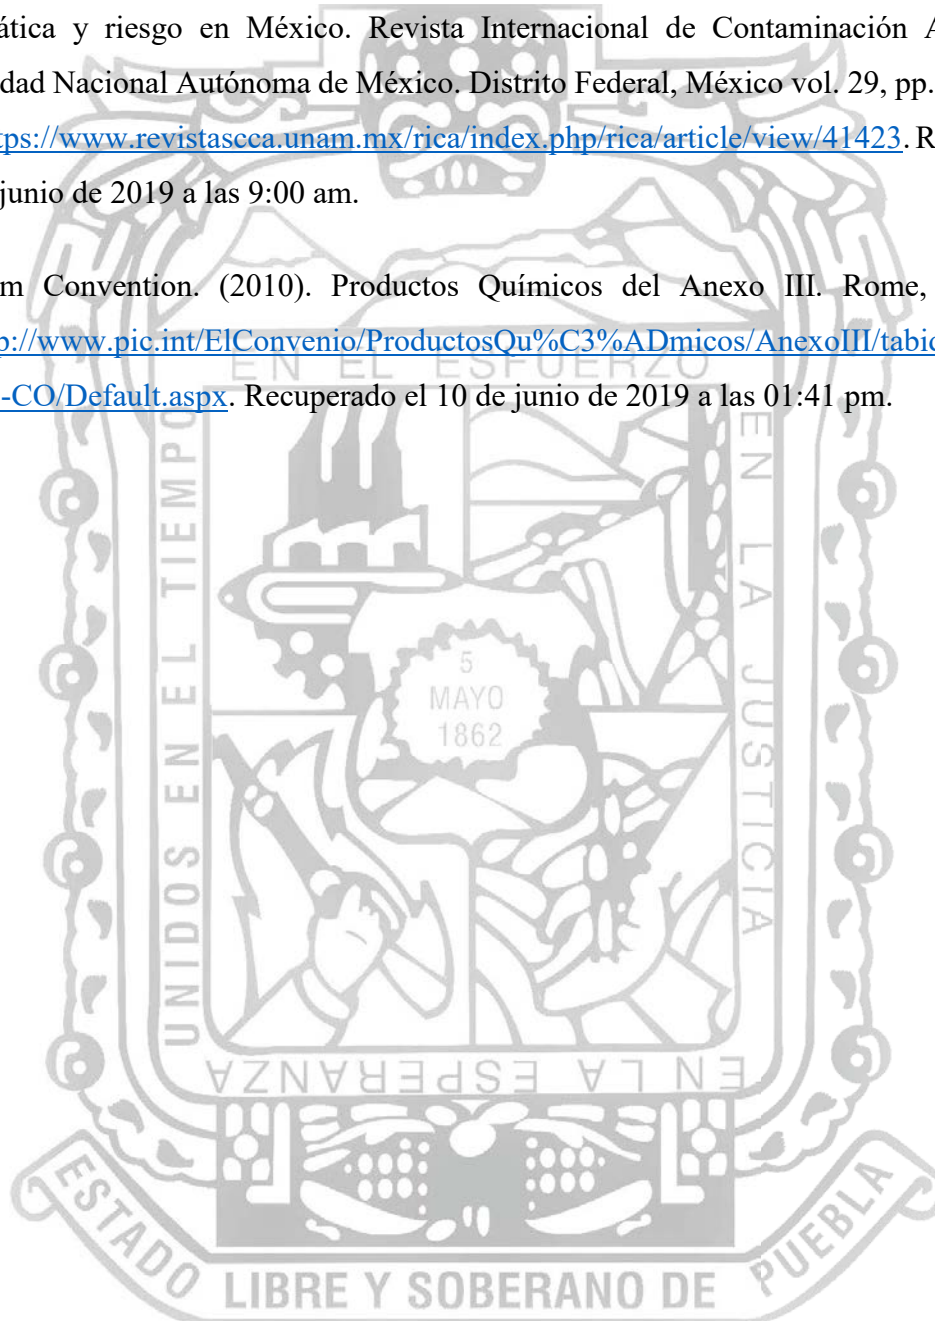 ática y riesgo en México. Revista Internacional de Contaminación A
dad Nacional Autónoma de México. Distrito Federal, México vol. 29, pp.
tps://www.revistascca.unam.mx/rica/index.php/rica/article/view/41423. R
junio de 2019 a las 9:00 am.
m Convention. (2010). Productos Químicos del Anexo III. Rome,
p://www.pic.int/ElConvenio/ProductosQu%C3%ADmicos/AnexoIII/tabid
-CO/Default.aspx. Recuperado el 10 de junio de 2019 a las 01:41 pm.
EN EL ESFUERZO
EN LA JUSTICIA
UNIDOS EN EL TIEMPO
5
MAYO
1862
EN LA ESPERANZA
ESTADO LIBRE Y SOBERANO DE PUEBLA